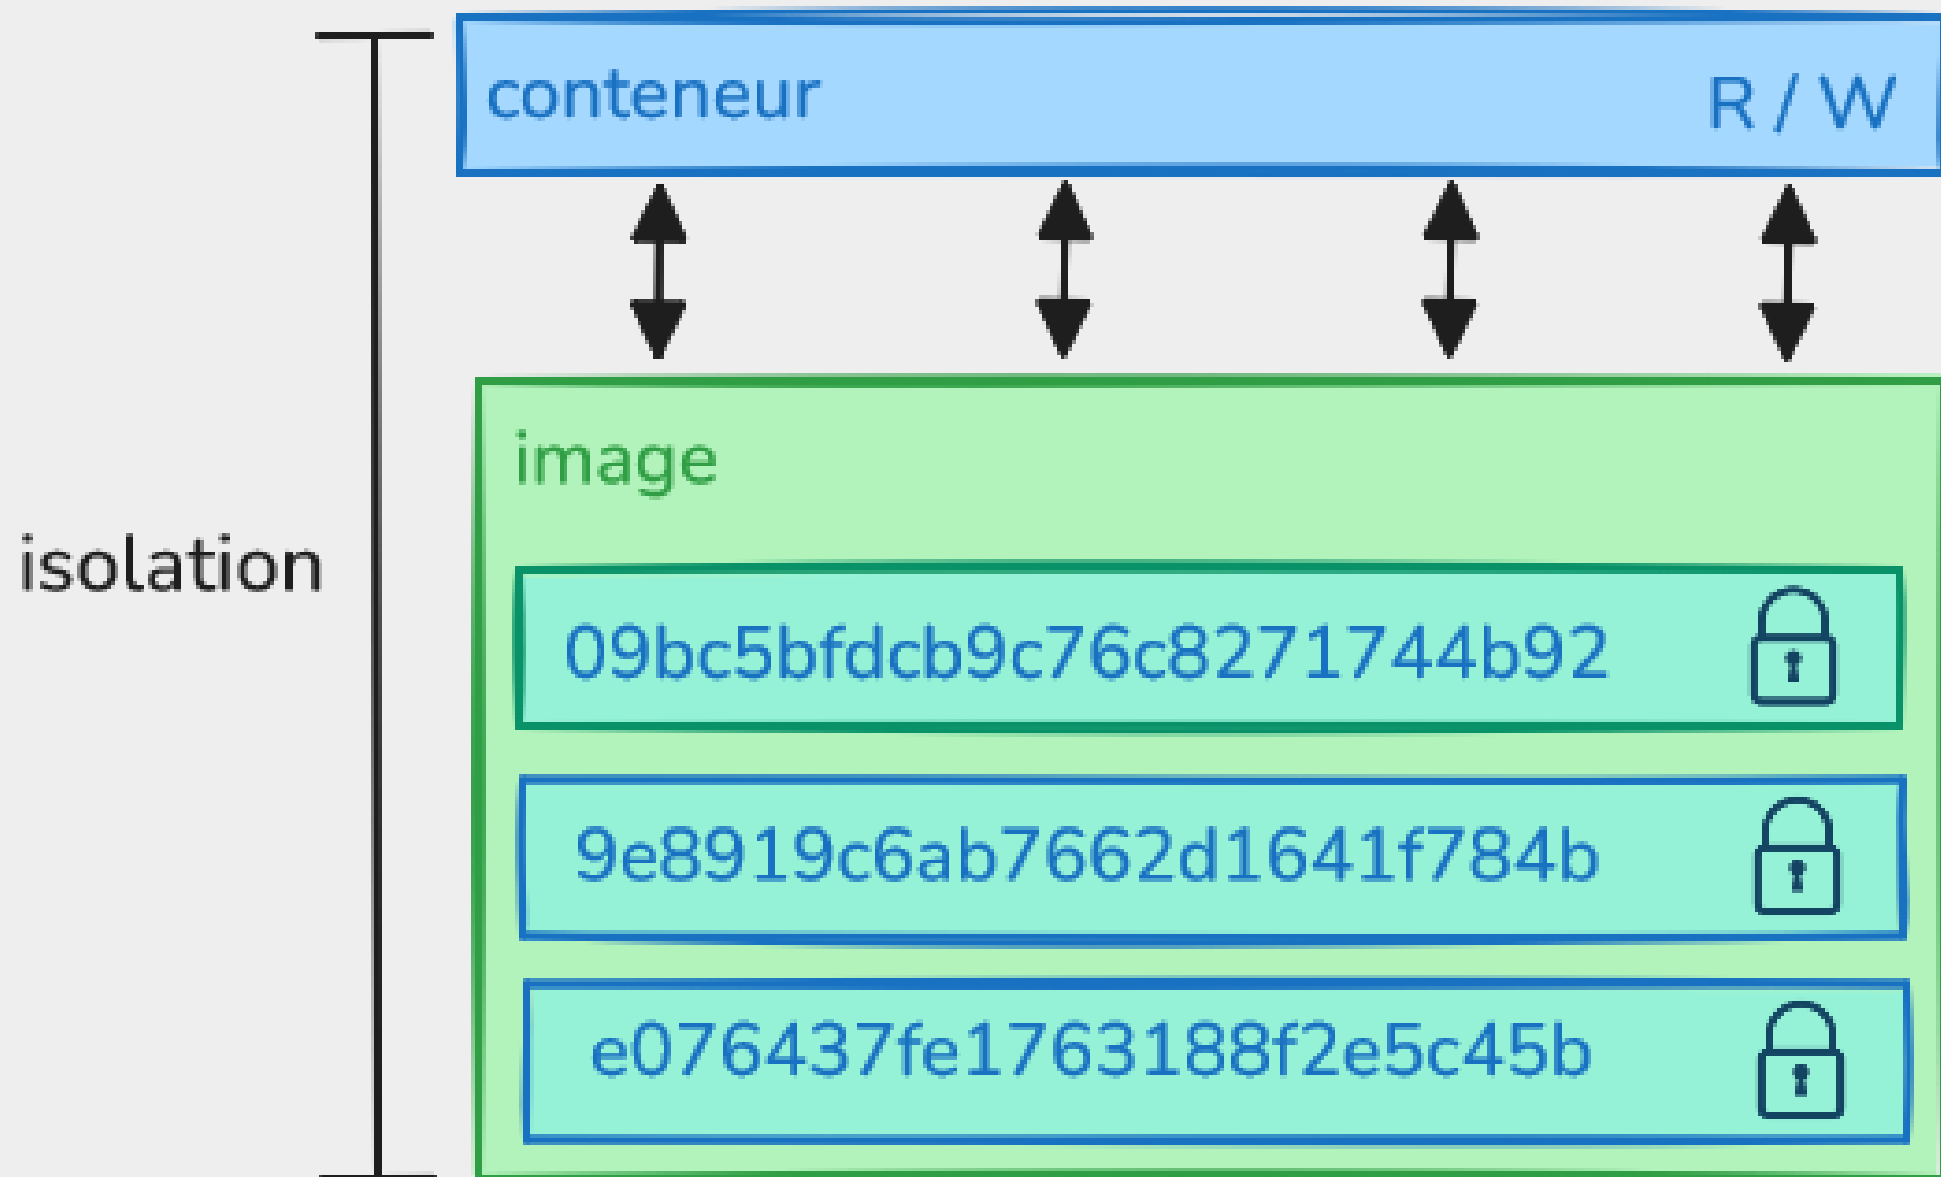 conteneur R / W
image
isolation
09bc5bfdcb9c76c8271744b92
9e8919c6ab7662d1641f784b
e076437fe1763188f2e5c45b